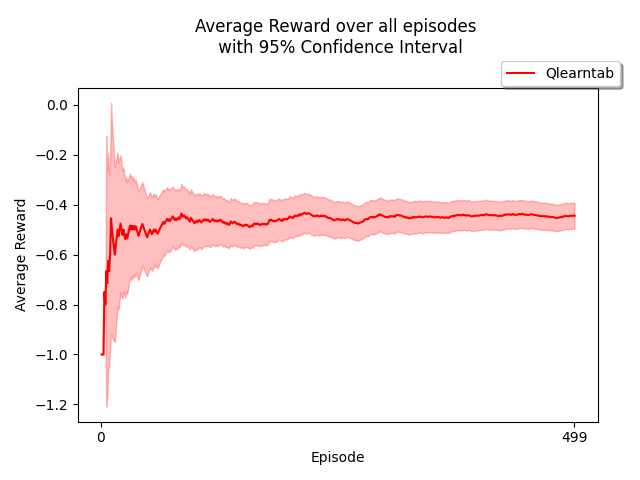 Average Reward over all episodes
with 95% Confidence Interval
Qlearntab
0.0
−0.2
−0.4
−0.6
−0.8
−1.0
−1.2
Average Reward
0
499
Episode